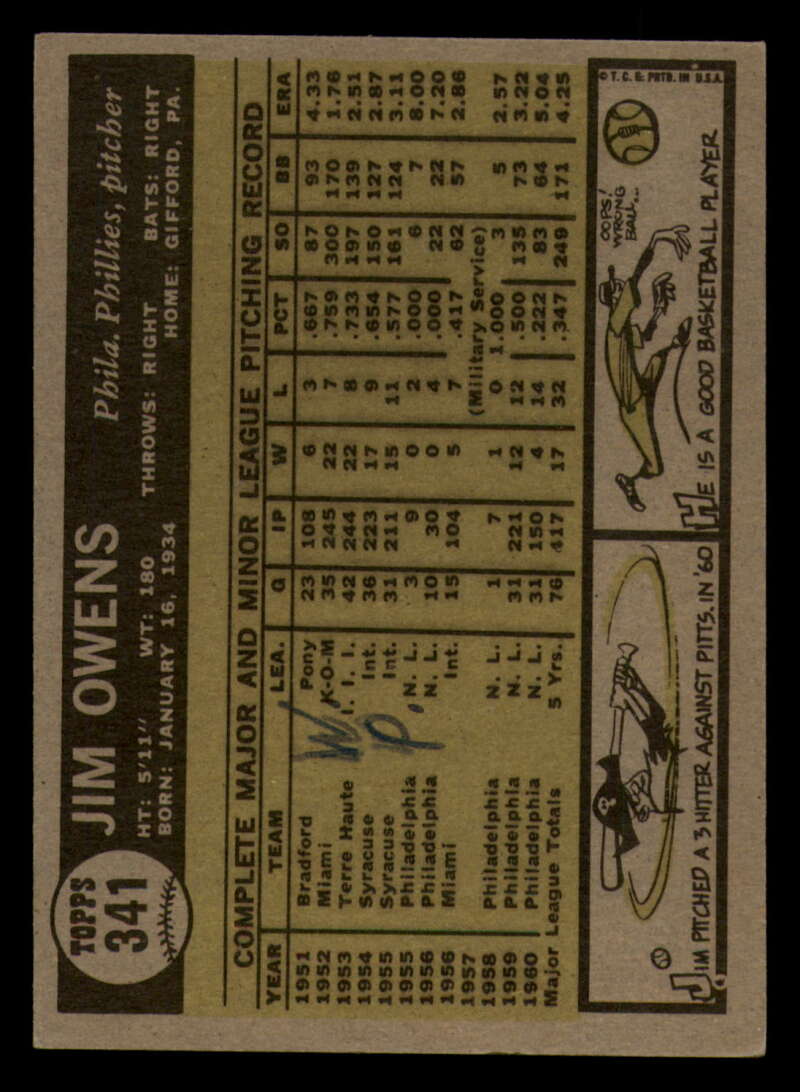 TOPPS
341
JIM OWENS
Phila. Phillies, pitcher
HT: 5'11" WT: 180 THROWS: RIGHT BATS: RIGHT
BORN: JANUARY 16, 1934 HOME: GIFFORD, PA.
COMPLETE MAJOR AND MINOR LEAGUE PITCHING RECORD
YEAR TEAM LEA. G IP W L PCT SO BB ERA
1951 Bradford Pony 23 108 6 3 .667 87 93 4.33
1952 Miami K-O-M 35 245 22 7 .759 300 170 1.76
1953 Terre Haute I. I. I. 42 244 22 8 .733 197 139 2.51
1954 Syracuse Int. 36 223 17 9 .654 150 127 2.87
1955 Syracuse Int. 31 211 15 11 .577 161 124 3.11
1955 Philadelphia N. L. 3 9 0 2 .000 6 7 8.00
1956 Philadelphia N. L. 10 30 0 4 .000 22 22 7.20
1956 Miami Int. 15 104 5 7 .417 62 57 2.86
1957 (Military Service)
1958 Philadelphia N. L. 1 7 1 0 1.000 3 5 2.57
1959 Philadelphia N. L. 31 221 12 12 .500 135 73 3.22
1960 Philadelphia N. L. 31 150 4 14 .222 83 64 5.04
Major League Totals 5 Yrs. 76 417 17 32 .347 249 171 4.25
W.
P.
JIM PITCHED A 3 HITTER AGAINST PITTS. IN '60
OOPS!
WRONG
BALL...
HE IS A GOOD BASKETBALL PLAYER
© T. C. G. PRTD. IN U.S.A.